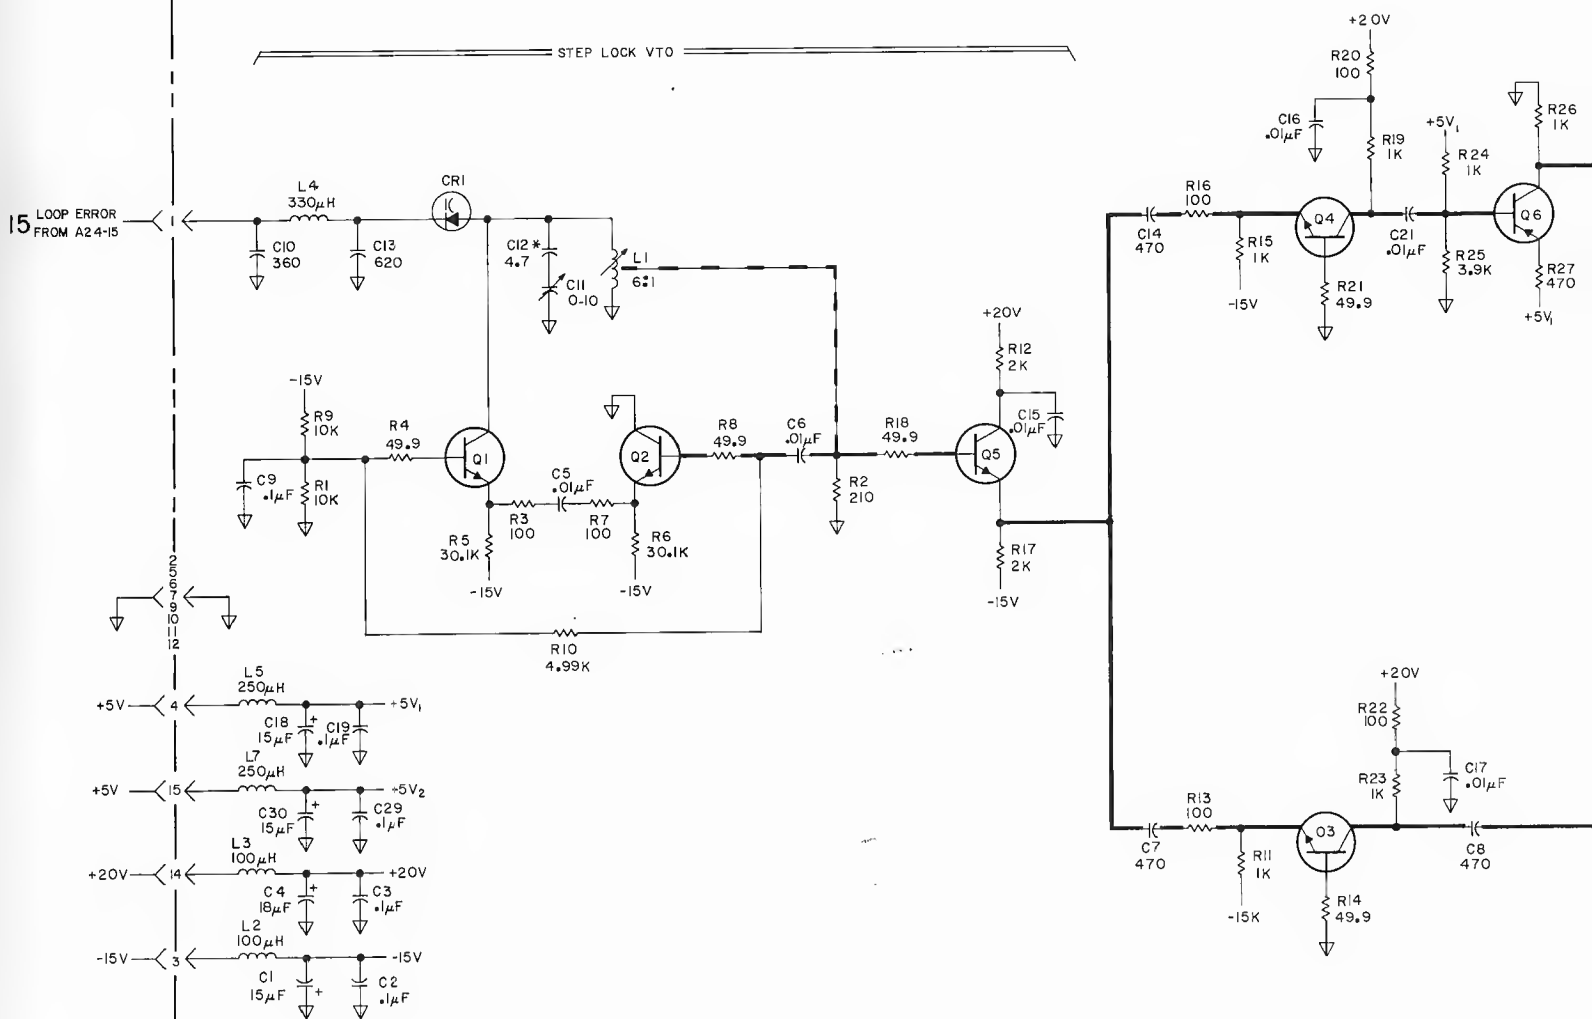 STEP LOCK VTO
+20V
R20
100
C16
.01µF
R19
1K
+5V1
R24
1K
R26
1K
15 LOOP ERROR
FROM A24-15
1
L4
330µH
CR1
C10
360
C13
620
C12*
4.7
C11
0-10
L1
6:1
R16
100
C14
470
R15
1K
-15V
Q4
C21
.01µF
R21
49.9
R25
3.9K
Q6
R27
470
+5V1
+20V
R12
2K
C15
.01µF
-15V
R9
10K
R4
49.9
Q1
Q2
R8
49.9
C6
.01µF
R18
49.9
Q5
C9
.1µF
R1
10K
C5
.01µF
R3
100
R7
100
R2
210
R5
30.1K
R6
30.1K
-15V
-15V
R17
2K
-15V
2
5
6
7
9
10
11
12
R10
4.99K
+5V
4
L5
250µH
+5V1
C18
15µF
+
C19
.1µF
+5V
15
L7
250µH
+5V2
C30
15µF
+
C29
.1µF
+20V
14
L3
100µH
+20V
C4
18µF
+
C3
.1µF
-15V
3
L2
100µH
-15V
C1
15µF
+
C2
.1µF
+20V
R22
100
R23
1K
C17
.01µF
R13
100
C7
470
R11
1K
-15K
Q3
R14
49.9
C8
470